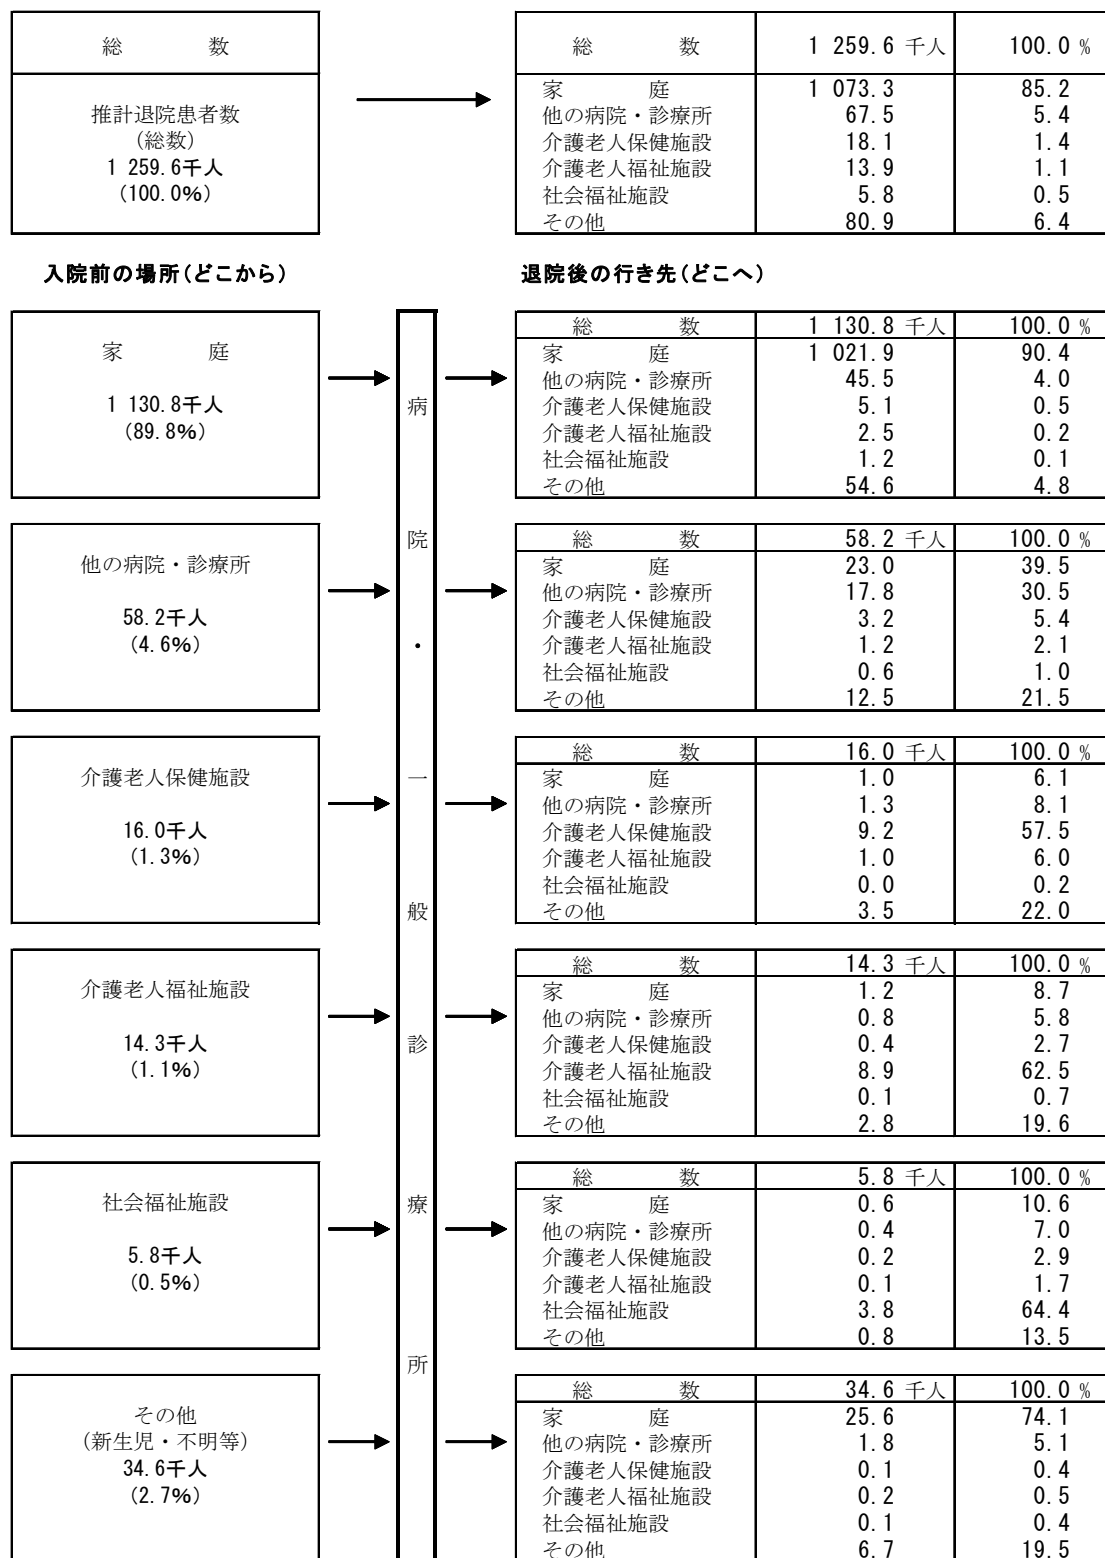 総 数
推計退院患者数
(総数)
1 259.6千人
(100.0%)
総 数 1 259.6 千人 100.0 %
家 庭 1 073.3 85.2
他の病院・診療所 67.5 5.4
介護老人保健施設 18.1 1.4
介護老人福祉施設 13.9 1.1
社会福祉施設 5.8 0.5
その他 80.9 6.4
入院前の場所(どこから)
退院後の行き先(どこへ)
病院・一般診療所
家 庭
1 130.8千人
(89.8%)
総 数 1 130.8 千人 100.0 %
家 庭 1 021.9 90.4
他の病院・診療所 45.5 4.0
介護老人保健施設 5.1 0.5
介護老人福祉施設 2.5 0.2
社会福祉施設 1.2 0.1
その他 54.6 4.8
他の病院・診療所
58.2千人
(4.6%)
総 数 58.2 千人 100.0 %
家 庭 23.0 39.5
他の病院・診療所 17.8 30.5
介護老人保健施設 3.2 5.4
介護老人福祉施設 1.2 2.1
社会福祉施設 0.6 1.0
その他 12.5 21.5
介護老人保健施設
16.0千人
(1.3%)
総 数 16.0 千人 100.0 %
家 庭 1.0 6.1
他の病院・診療所 1.3 8.1
介護老人保健施設 9.2 57.5
介護老人福祉施設 1.0 6.0
社会福祉施設 0.0 0.2
その他 3.5 22.0
介護老人福祉施設
14.3千人
(1.1%)
総 数 14.3 千人 100.0 %
家 庭 1.2 8.7
他の病院・診療所 0.8 5.8
介護老人保健施設 0.4 2.7
介護老人福祉施設 8.9 62.5
社会福祉施設 0.1 0.7
その他 2.8 19.6
社会福祉施設
5.8千人
(0.5%)
総 数 5.8 千人 100.0 %
家 庭 0.6 10.6
他の病院・診療所 0.4 7.0
介護老人保健施設 0.2 2.9
介護老人福祉施設 0.1 1.7
社会福祉施設 3.8 64.4
その他 0.8 13.5
その他
(新生児・不明等)
34.6千人
(2.7%)
総 数 34.6 千人 100.0 %
家 庭 25.6 74.1
他の病院・診療所 1.8 5.1
介護老人保健施設 0.1 0.4
介護老人福祉施設 0.2 0.5
社会福祉施設 0.1 0.4
その他 6.7 19.5